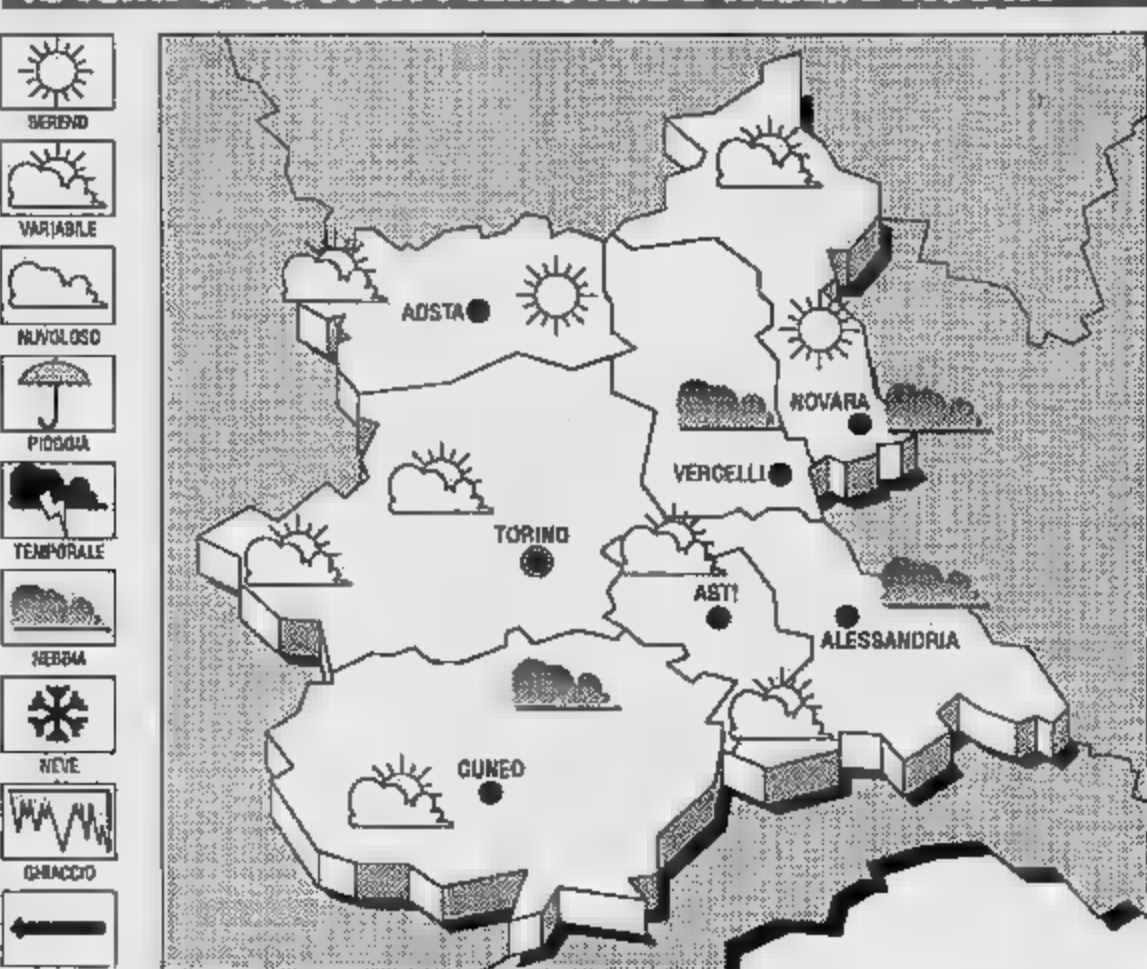 SERENO
VARIABILE
NUVOLOSO
PIOGGIA
TEMPORALE
NEBBIA
NEVE
GHIACCIO
AOSTA
NOVARA
VERCELLI
TORINO
ASTI
ALESSANDRIA
CUNEO